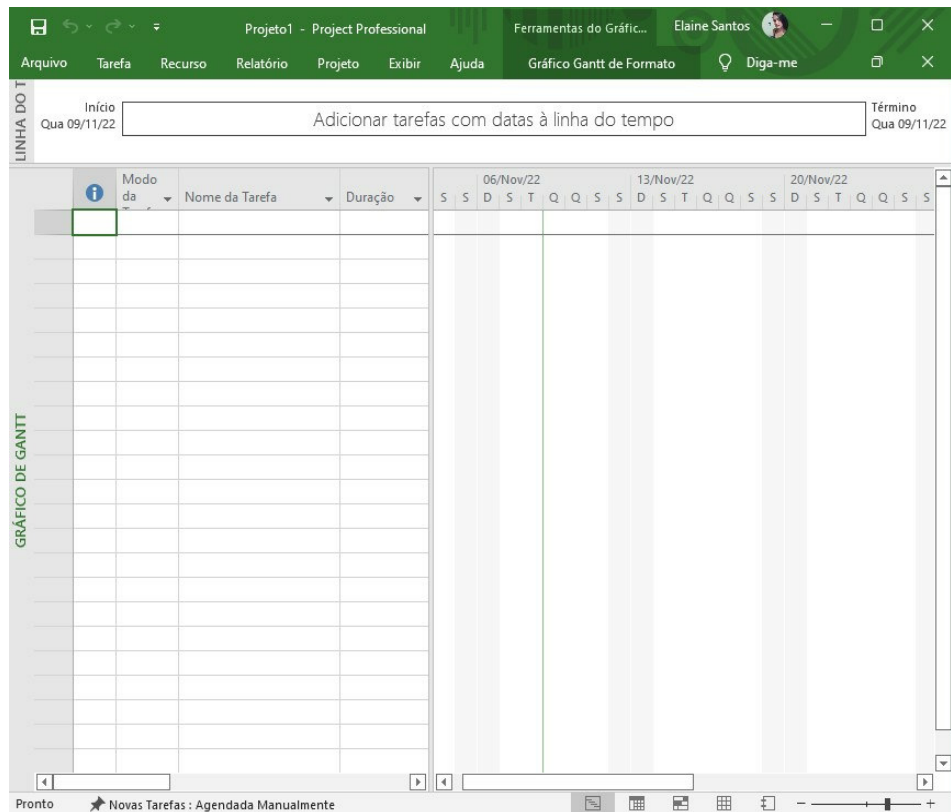 Projeto1 - Project Professional
Ferramentas do Gráfic...
Elaine Santos
Arquivo Tarefa Recurso Relatório Projeto Exibir Ajuda Gráfico Gantt de Formato Diga-me
LINHA DO T
Início
Qua 09/11/22
Adicionar tarefas com datas à linha do tempo
Término
Qua 09/11/22
Modo
da
Nome da Tarefa
Duração
06/Nov/22 13/Nov/22 20/Nov/22
S S D S T Q Q S S D S T Q Q S S D S T Q Q S S
GRÁFICO DE GANTT
Pronto
Novas Tarefas : Agendada Manualmente